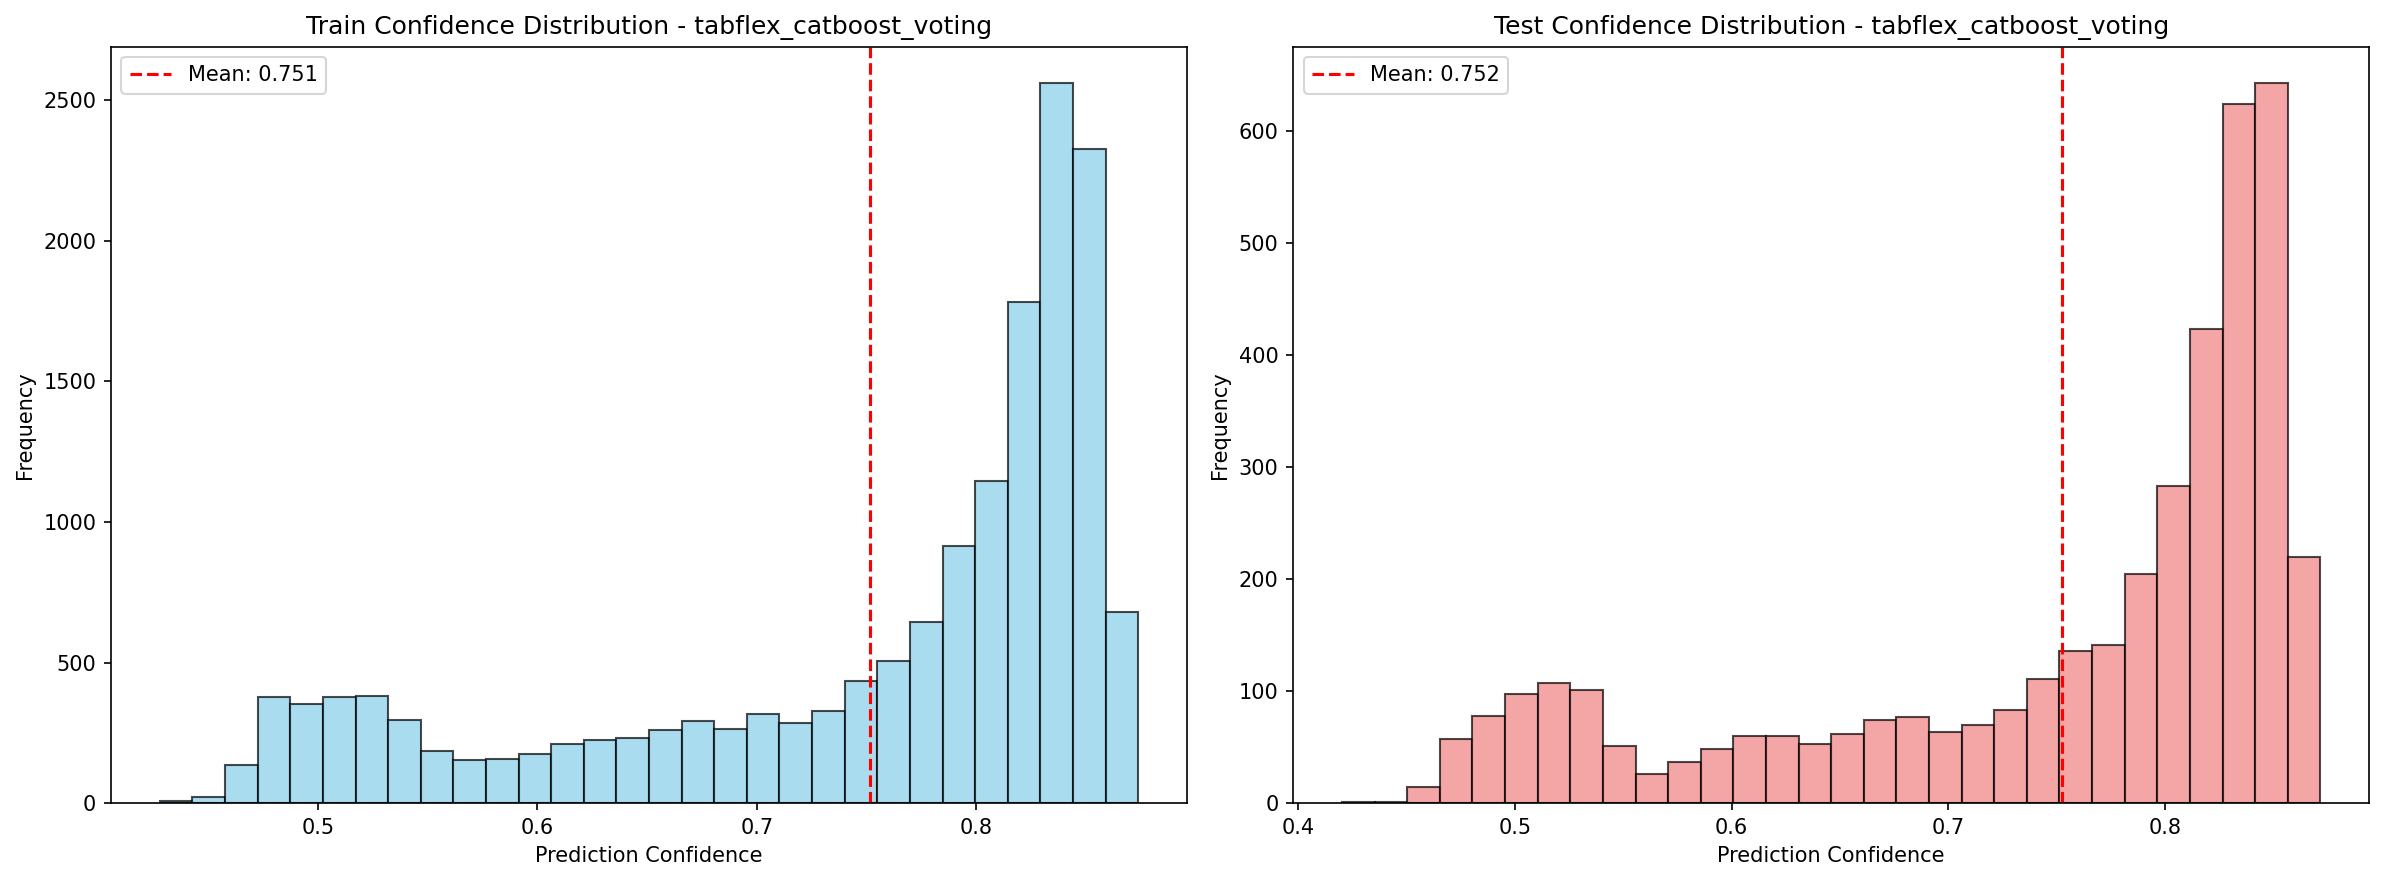 Train Confidence Distribution - tabflex_catboost_voting
Mean: 0.751
Frequency
2500
2000
1500
1000
500
0
0.5 0.6 0.7 0.8
Prediction Confidence
Test Confidence Distribution - tabflex_catboost_voting
Mean: 0.752
Frequency
600
500
400
300
200
100
0
0.4 0.5 0.6 0.7 0.8
Prediction Confidence